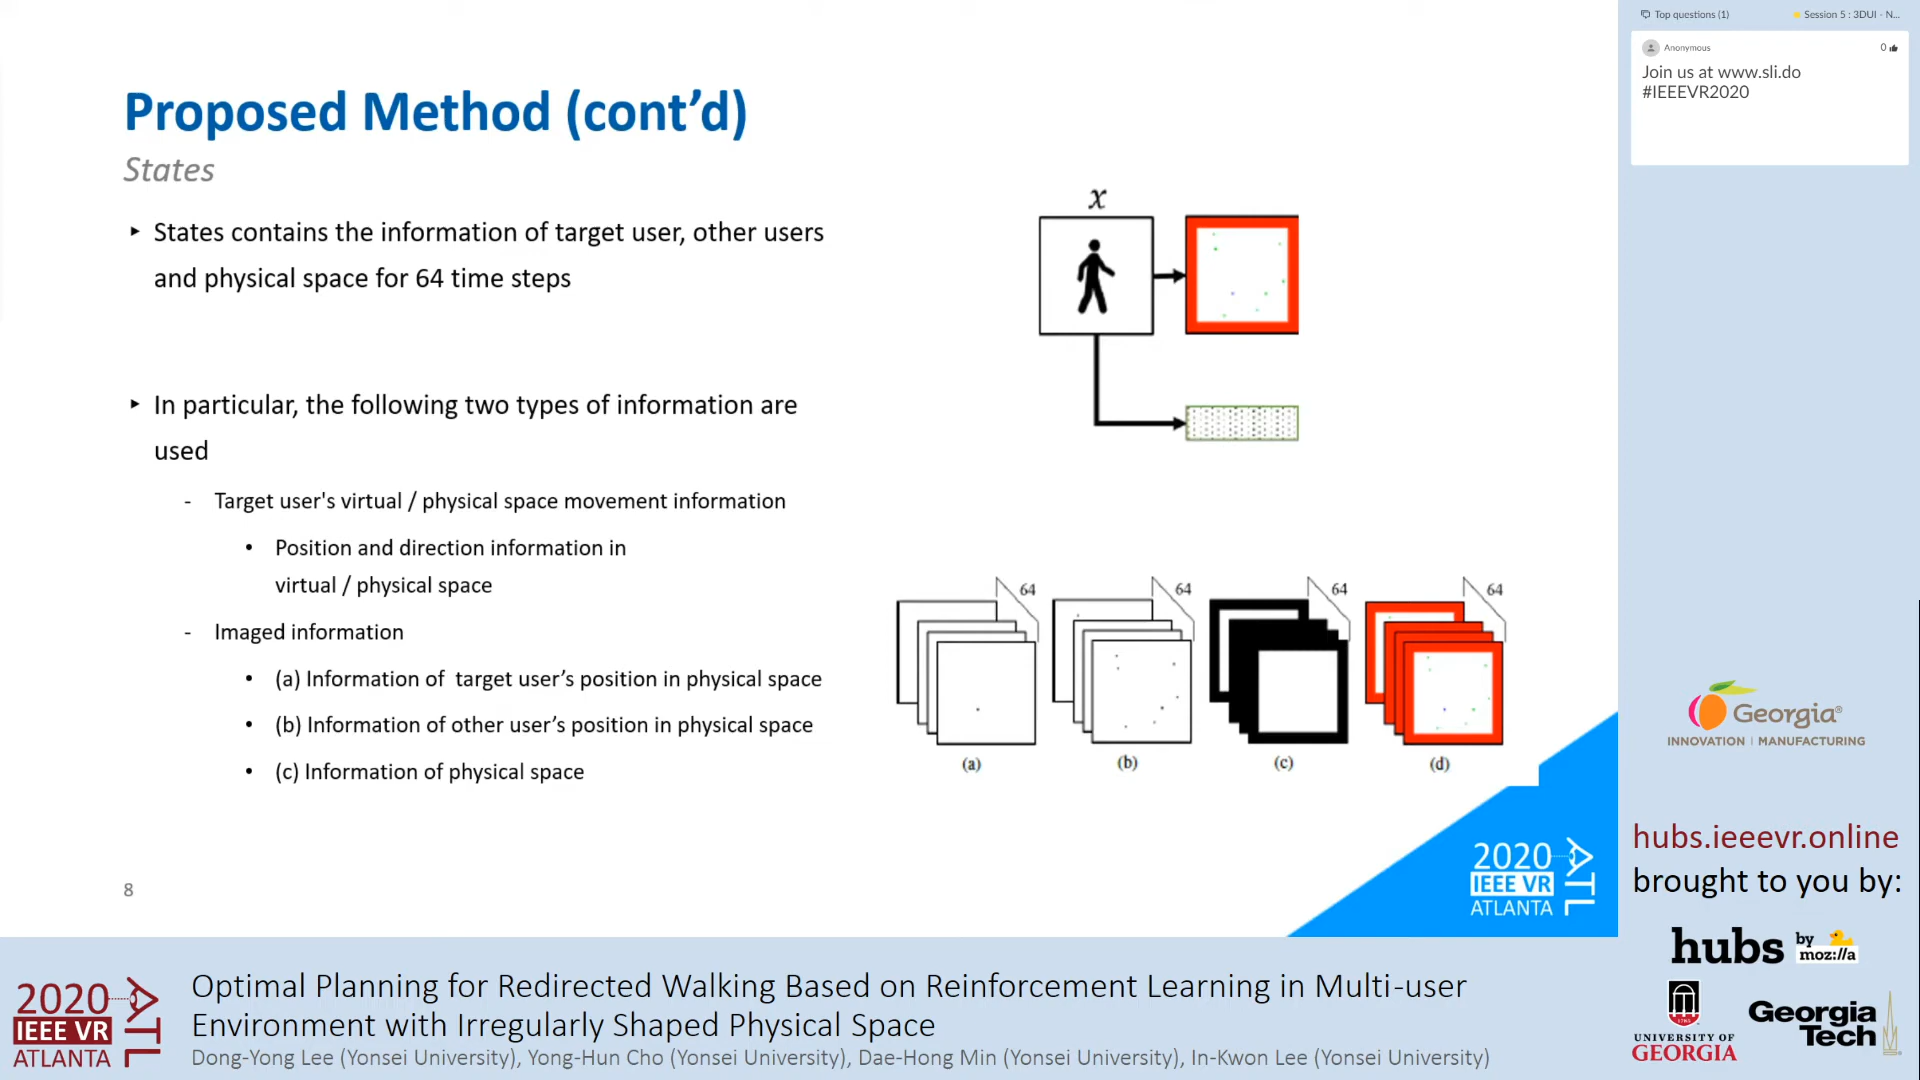 Proposed Method (cont’d)
States
‣ States contains the information of target user, other users
and physical space for 64 time steps
‣ In particular, the following two types of information are
used
- Target user's virtual / physical space movement information
• Position and direction information in
virtual / physical space
- Imaged information
• (a) Information of target user’s position in physical space
• (b) Information of other user’s position in physical space
• (c) Information of physical space
x
64
64
64
64
(a)
(b)
(c)
(d)
8
2020
IEEE VR
ATLANTA
ATL
Top questions (1)
Session 5 : 3DUI - N...
Anonymous
0
Join us at www.sli.do
#IEEEVR2020
Georgia®
INNOVATION | MANUFACTURING
hubs.ieeevr.online
brought to you by:
hubs by
moz://a
UNIVERSITY OF
GEORGIA
Georgia
Tech
2020
IEEE VR
ATLANTA
ATL
Optimal Planning for Redirected Walking Based on Reinforcement Learning in Multi-user
Environment with Irregularly Shaped Physical Space
Dong-Yong Lee (Yonsei University), Yong-Hun Cho (Yonsei University), Dae-Hong Min (Yonsei University), In-Kwon Lee (Yonsei University)